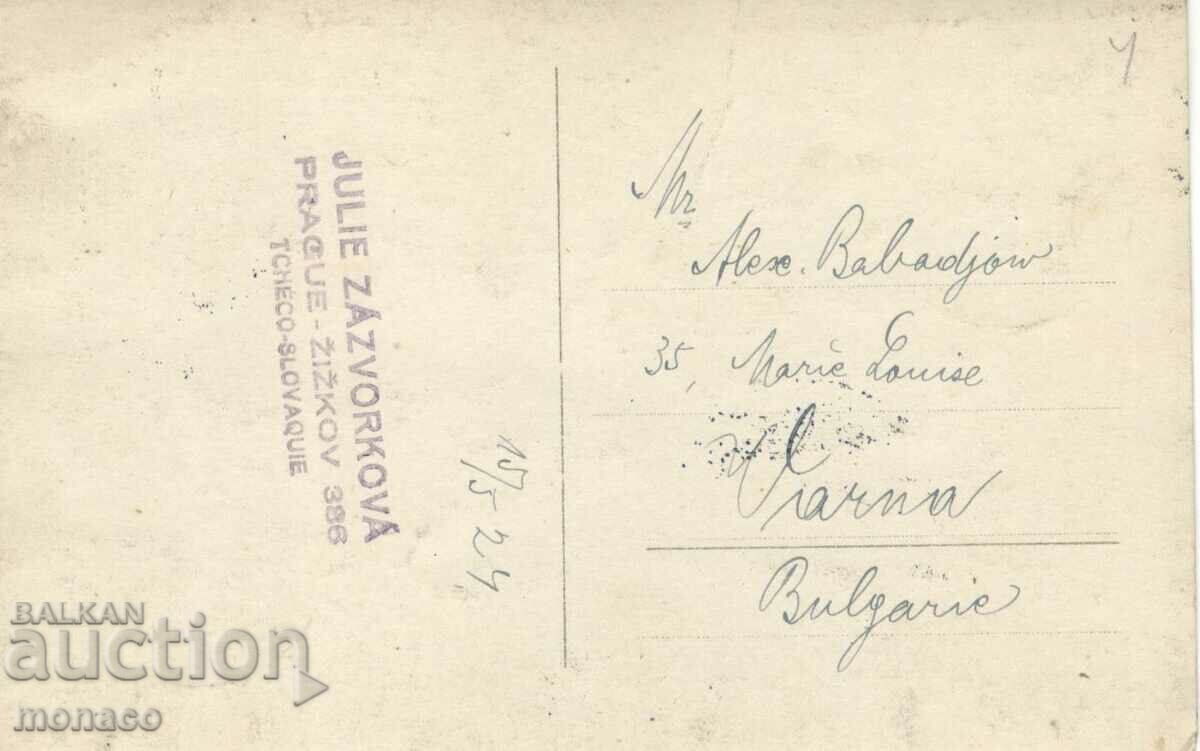 JULIE ZÁZVORKOVÁ
PRAGUE-ŽIŽKOV 386
TCHÉCO-SLOVAQUIE
15/5-24
Mr
Alex. Babadjow
35, Marie Louise
Varna
Bulgarie
BALKAN
auction
monaco